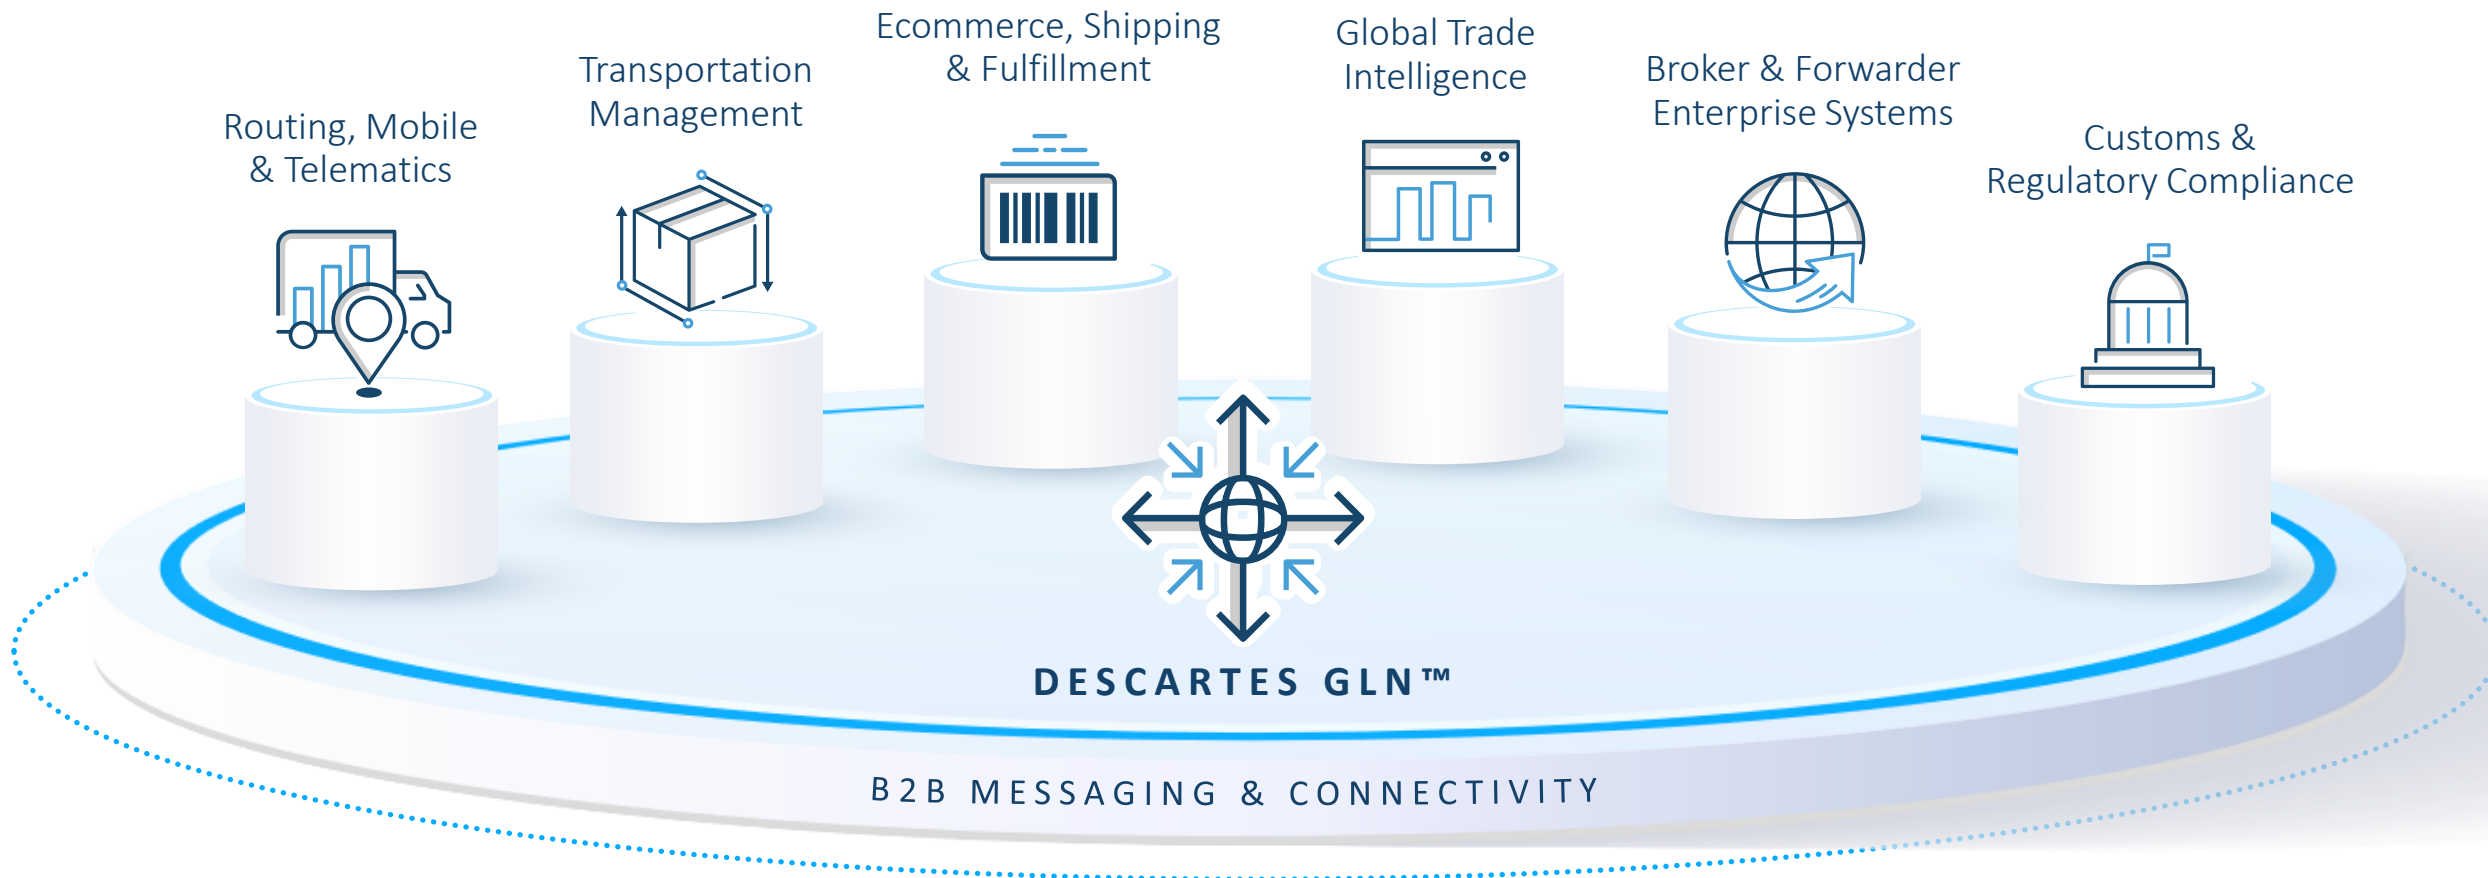 Routing, Mobile
& Telematics
Transportation
Management
Ecommerce, Shipping
& Fulfillment
Global Trade
Intelligence
Broker & Forwarder
Enterprise Systems
Customs &
Regulatory Compliance
DESCARTES GLN™
B2B MESSAGING & CONNECTIVITY